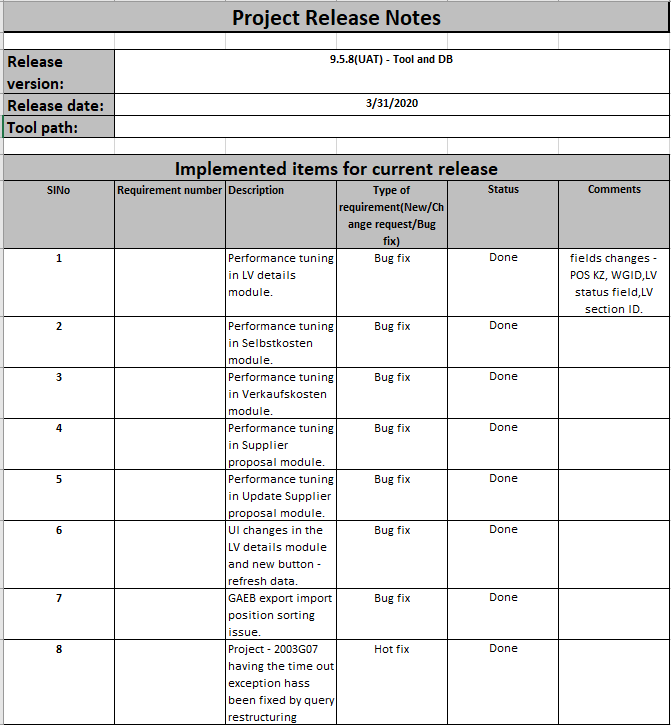 Project Release Notes
Release
version:
9.5.8(UAT) - Tool and DB
Release date:
3/31/2020
Tool path:
Implemented items for current release
SlNo
Requirement number
Description
Type of
requirement(New/Ch
ange request/Bug
fix)
Status
Comments
1
Performance tuning
in LV details
module.
Bug fix
Done
fields changes -
POS KZ, WGID,LV
status field,LV
section ID.
2
Performance tuning
in Selbstkosten
module.
Bug fix
Done
3
Performance tuning
in Verkaufskosten
module.
Bug fix
Done
4
Performance tuning
in Supplier
proposal module.
Bug fix
Done
5
Performance tuning
in Update Supplier
proposal module.
Bug fix
Done
6
UI changes in the
LV details module
and new button -
refresh data.
Bug fix
Done
7
GAEB export import
position sorting
issue.
Bug fix
Done
8
Project - 2003G07
having the time out
exception hass
been fixed by query
restructuring
Hot fix
Done